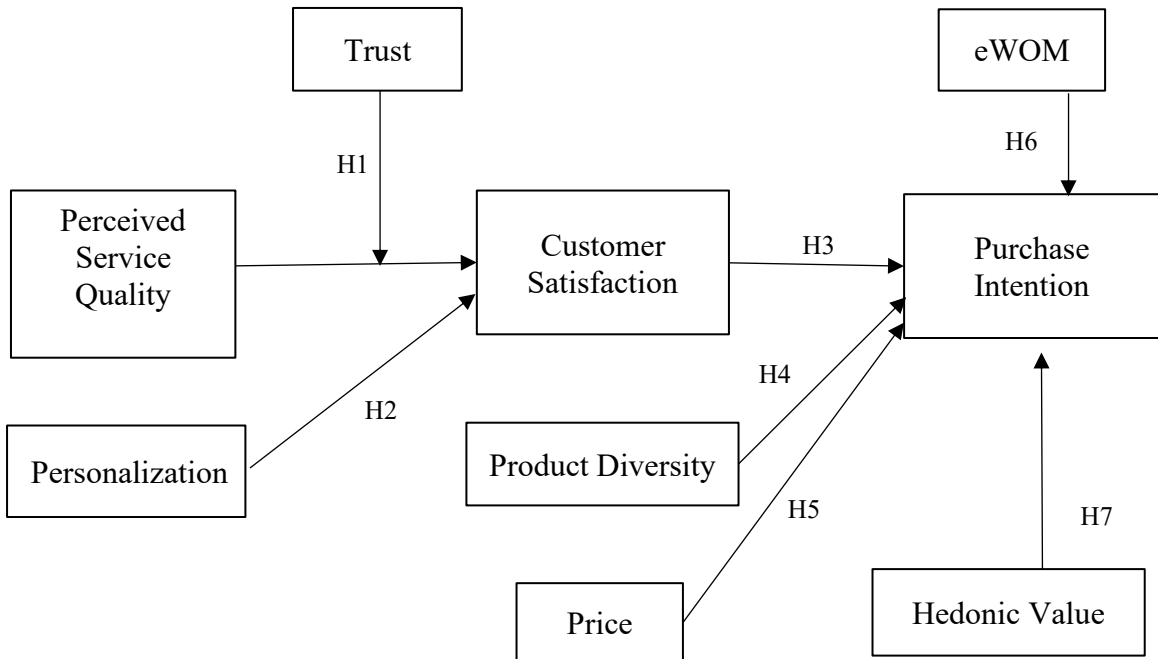 Trust
eWOM
H1
H6
Perceived
Service
Quality
Customer
Satisfaction
H3
Purchase
Intention
H2
H4
Personalization
Product Diversity
H5
H7
Price
Hedonic Value